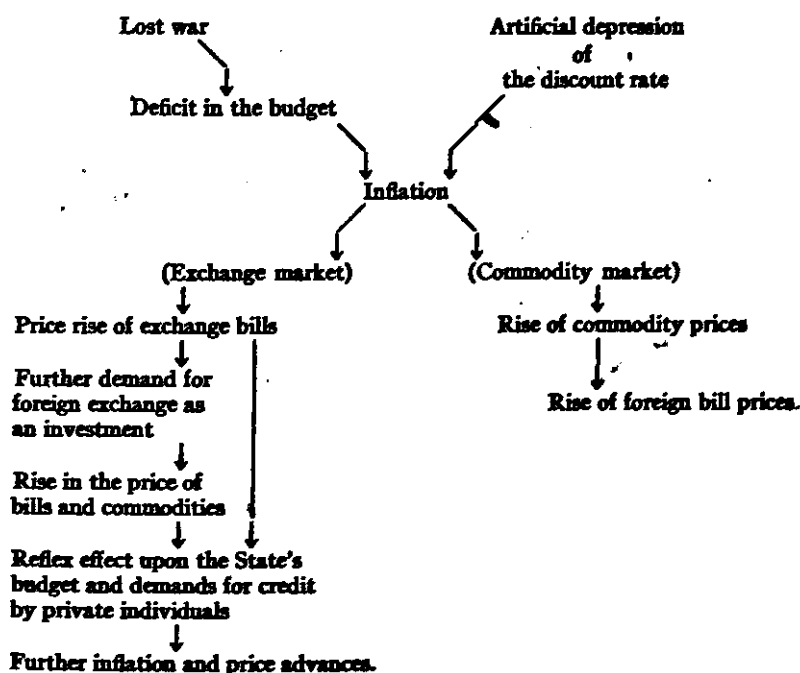 Lost war
Artificial depression
of
the discount rate
Deficit in the budget
Inflation
(Exchange market)
(Commodity market)
Price rise of exchange bills
Rise of commodity prices
Further demand for
foreign exchange as
an investment
Rise of foreign bill prices.
Rise in the price of
bills and commodities
Reflex effect upon the State's
budget and demands for credit
by private individuals
Further inflation and price advances.